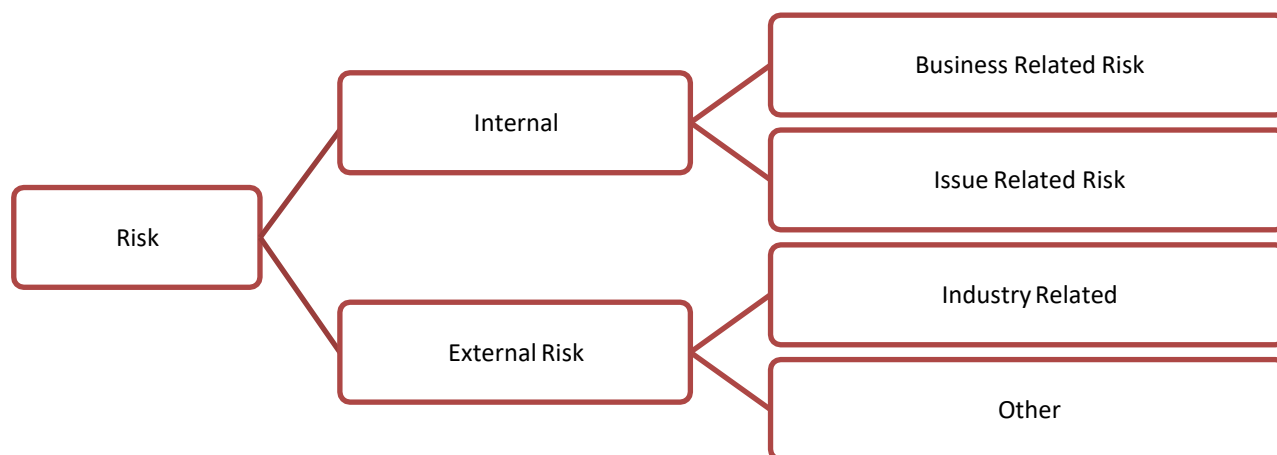 Business Related Risk
Internal
Issue Related Risk
Risk
Industry Related
External Risk
Other